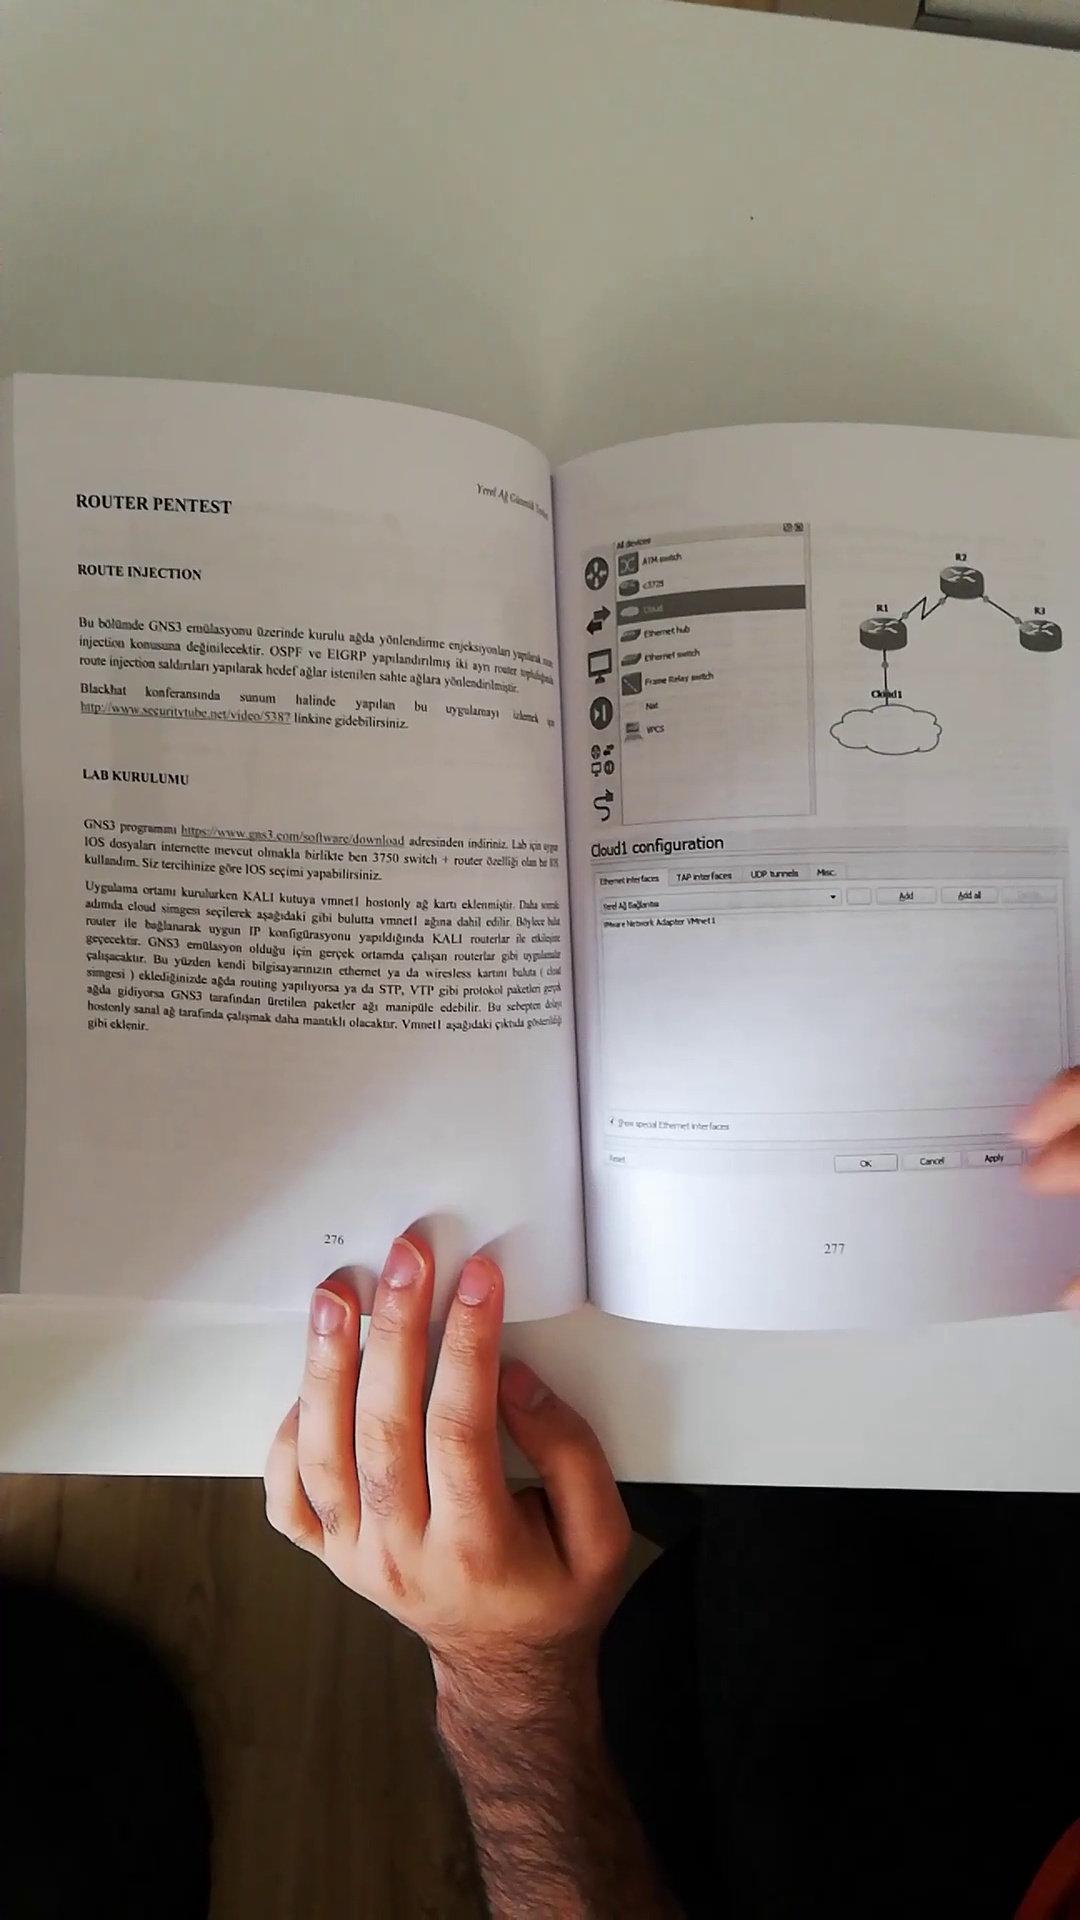 Yerel Ağ Güvenlik
ROUTER PENTEST
ROUTE INJECTION
Bu bölümde GNS3 emülasyonu üzerinde kurulu ağda yönlendirme enjeksiyonları yapılarak
injection konusuna değinilecektir. OSPF ve EIGRP yapılandırılmış iki ayrı router topluluğuna
route injection saldırıları yapılarak hedef ağlar istenilen sahte ağlara yönlendirilmiştir.
Blackhat konferansında sunum halinde yapılan bu uygulamayı izlemek için
http://www.securitytube.net/video/5387 linkine gidebilirsiniz.
LAB KURULUMU
GNS3 programını https://www.gns3.com/software/download adresinden indiriniz. Lab için
IOS dosyaları internette mevcut olmakla birlikte ben 3750 switch + router özelliği olan bir IOS
kullandım. Siz tercihinize göre IOS seçimi yapabilirsiniz.
Uygulama ortamı kurulurken KALI kutuya vmnet1 hostonly ağ kartı eklenmiştir. Daha sonraki
adımda cloud simgesi seçilerek aşağıdaki gibi bulutta vmnet1 ağına dahil edilir. Böylece bulut
router ile bağlanarak uygun IP konfigürasyonu yapıldığında KALI routerlar ile etkileşime
geçecektir. GNS3 emülasyon olduğu için gerçek ortamda çalışan routerlar gibi uygulamalar
çalışacaktır. Bu yüzden kendi bilgisayarınızın ethernet ya da wiresless kartını buluta ( cloud
simgesi ) eklediğinizde ağda routing yapılıyorsa ya da STP, VTP gibi protokol paketleri gerçek
ağda gidiyorsa GNS3 tarafından üretilen paketler ağı manipüle edebilir. Bu sebepten dolayı
hostonly sanal ağ tarafında çalışmak daha mantıklı olacaktır. Vmnet1 aşağıdaki çıktıda gösterildiği
gibi eklenir.
276
All devices
ATM switch
c3725
Cloud
Ethernet hub
Ethernet switch
Frame Relay switch
Nat
VPCS
R2
R1
R3
Cloud1
Cloud1 configuration
Ethernet interfaces TAP interfaces UDP tunnels Misc.
Yerel Ağ Bağlantısı Add Add all
VMware Network Adapter VMnet1
Show special Ethernet interfaces
Reset OK Cancel Apply
277